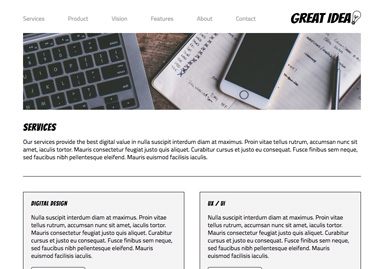 Services Product Vision Features About Contact GREAT IDEA
SERVICES
Our services provide the best digital value in nulla suscipit interdum diam at maximus. Proin vitae tellus rutrum, accumsan nunc sit
amet, iaculis tortor. Mauris consectetur feugiat justo quis aliquet. Curabitur cursus et justo eu consequat. Fusce finibus sem neque,
sed faucibus nibh pellentesque eleifend. Mauris euismod facilisis iaculis.
DIGITAL DESIGN
Nulla suscipit interdum diam at maximus. Proin vitae
tellus rutrum, accumsan nunc sit amet, iaculis tortor.
Mauris consectetur feugiat justo quis aliquet. Curabitur
cursus et justo eu consequat. Fusce finibus sem neque,
sed faucibus nibh pellentesque eleifend. Mauris
euismod facilisis iaculis.
UX / UI
Nulla suscipit interdum diam at maximus. Proin vitae
tellus rutrum, accumsan nunc sit amet, iaculis tortor.
Mauris consectetur feugiat justo quis aliquet. Curabitur
cursus et justo eu consequat. Fusce finibus sem neque,
sed faucibus nibh pellentesque eleifend. Mauris
euismod facilisis iaculis.